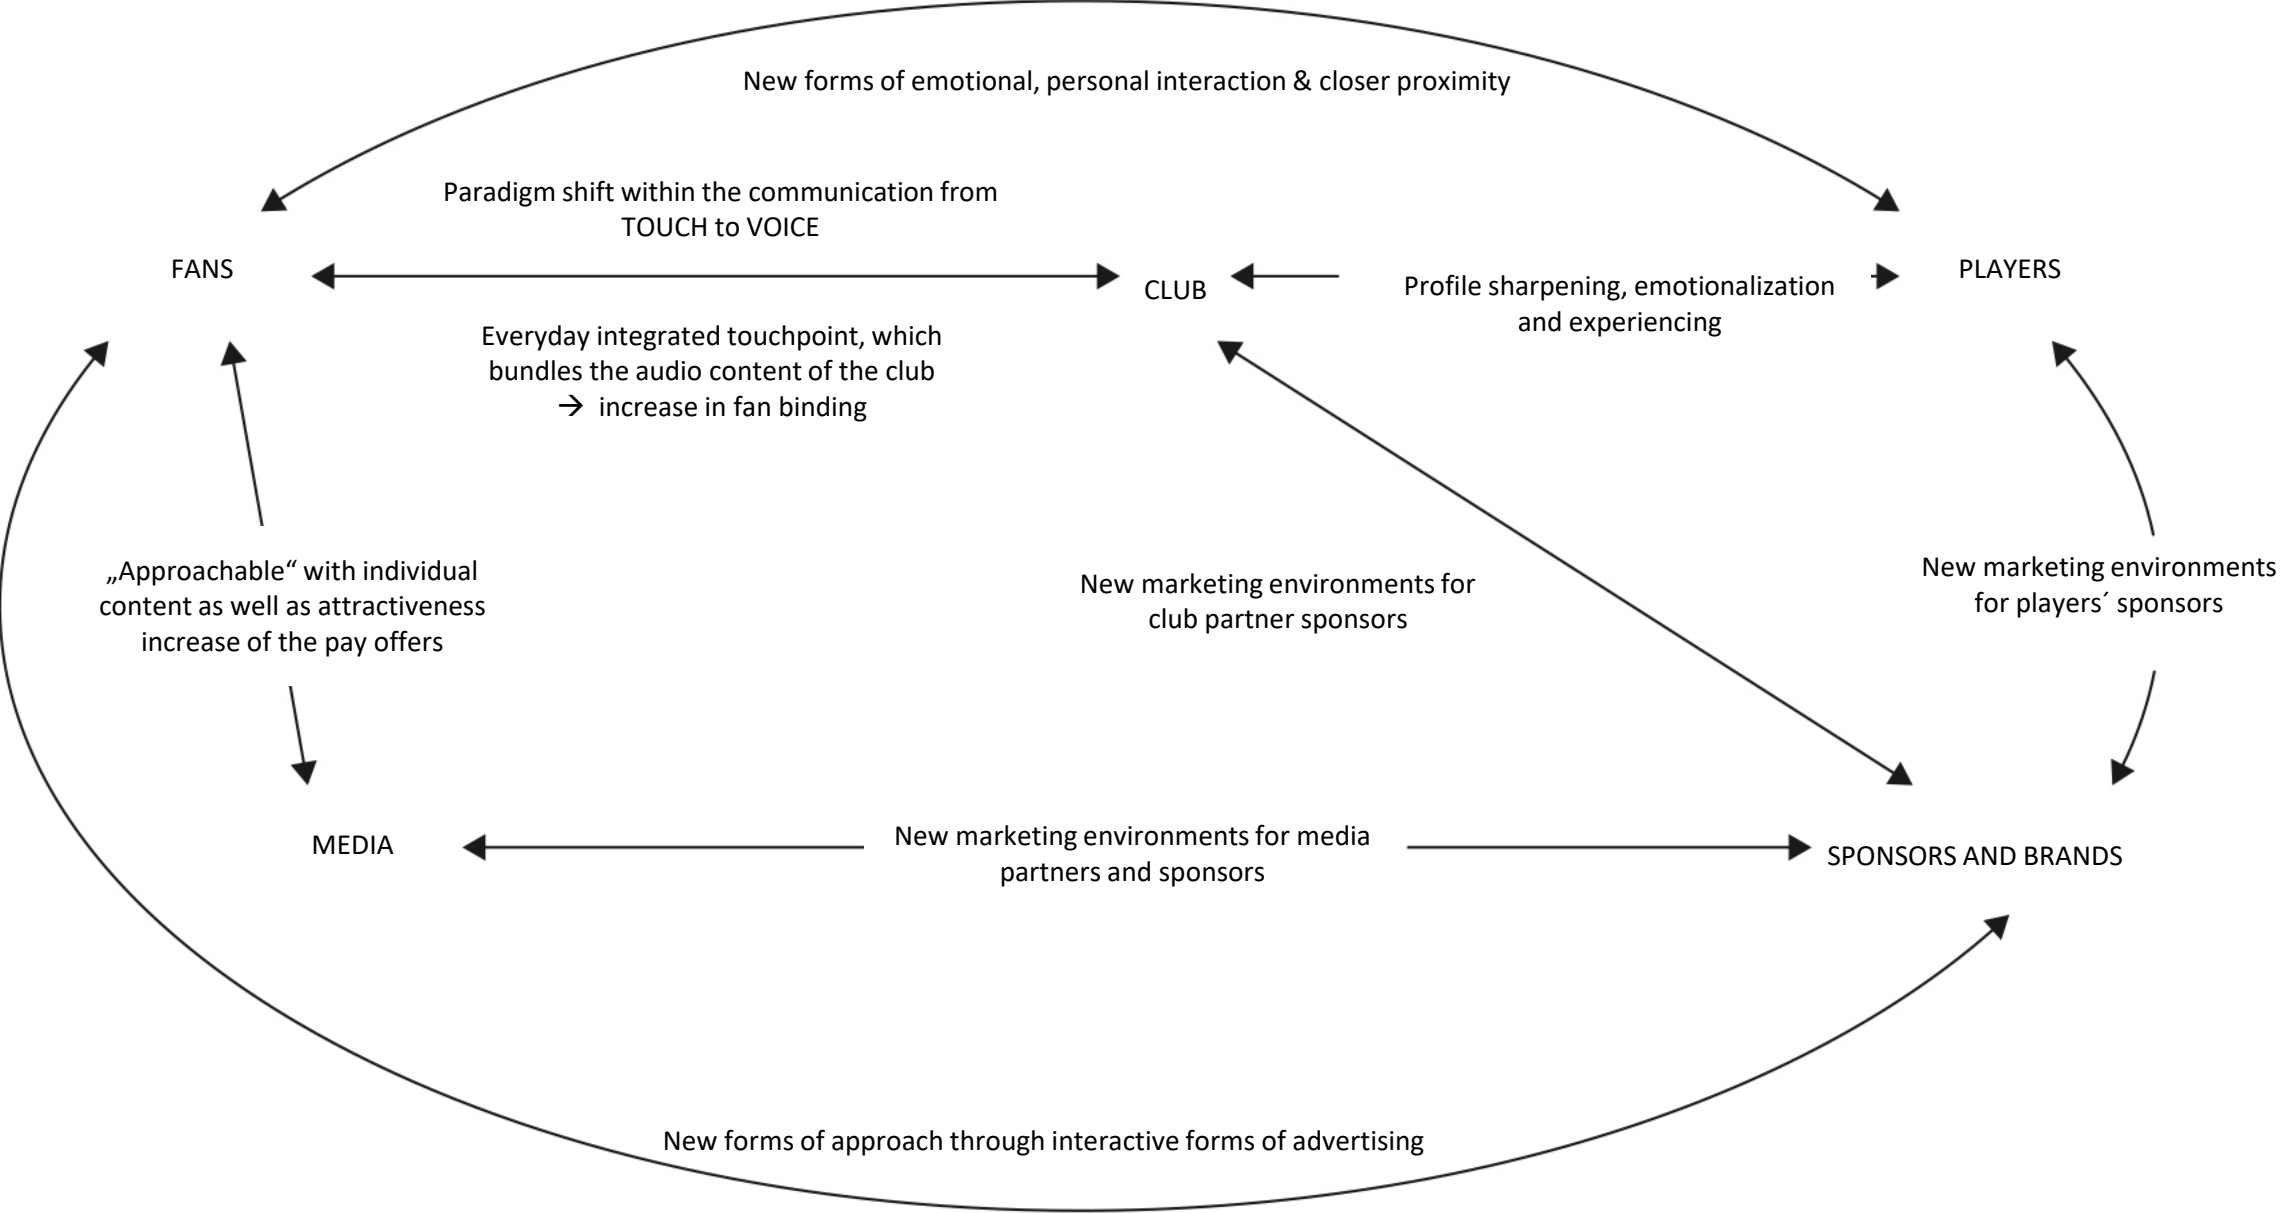 New forms of emotional, personal interaction & closer proximity
Paradigm shift within the communication from
TOUCH to VOICE
FANS
CLUB
Profile sharpening, emotionalization
and experiencing
PLAYERS
Everyday integrated touchpoint, which
bundles the audio content of the club
→ increase in fan binding
„Approachable“ with individual
content as well as attractiveness
increase of the pay offers
New marketing environments for
club partner sponsors
New marketing environments
for players´ sponsors
MEDIA
New marketing environments for media
partners and sponsors
SPONSORS AND BRANDS
New forms of approach through interactive forms of advertising